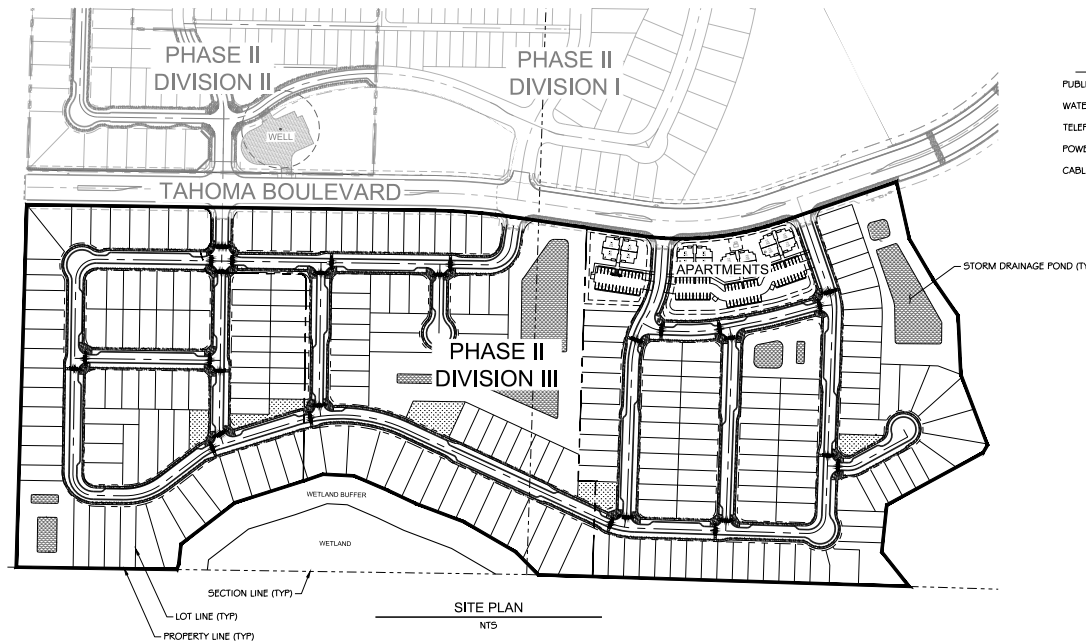 PHASE II
DIVISION II
PHASE II
DIVISION I
WELL
TAHOMA BOULEVARD
PUBLI
WATE
TELEP
POWE
CABL
APARTMENTS
STORM DRAINAGE POND (TY
PHASE II
DIVISION III
WETLAND BUFFER
WETLAND
SECTION LINE (TYP)
LOT LINE (TYP)
PROPERTY LINE (TYP)
SITE PLAN
NTS